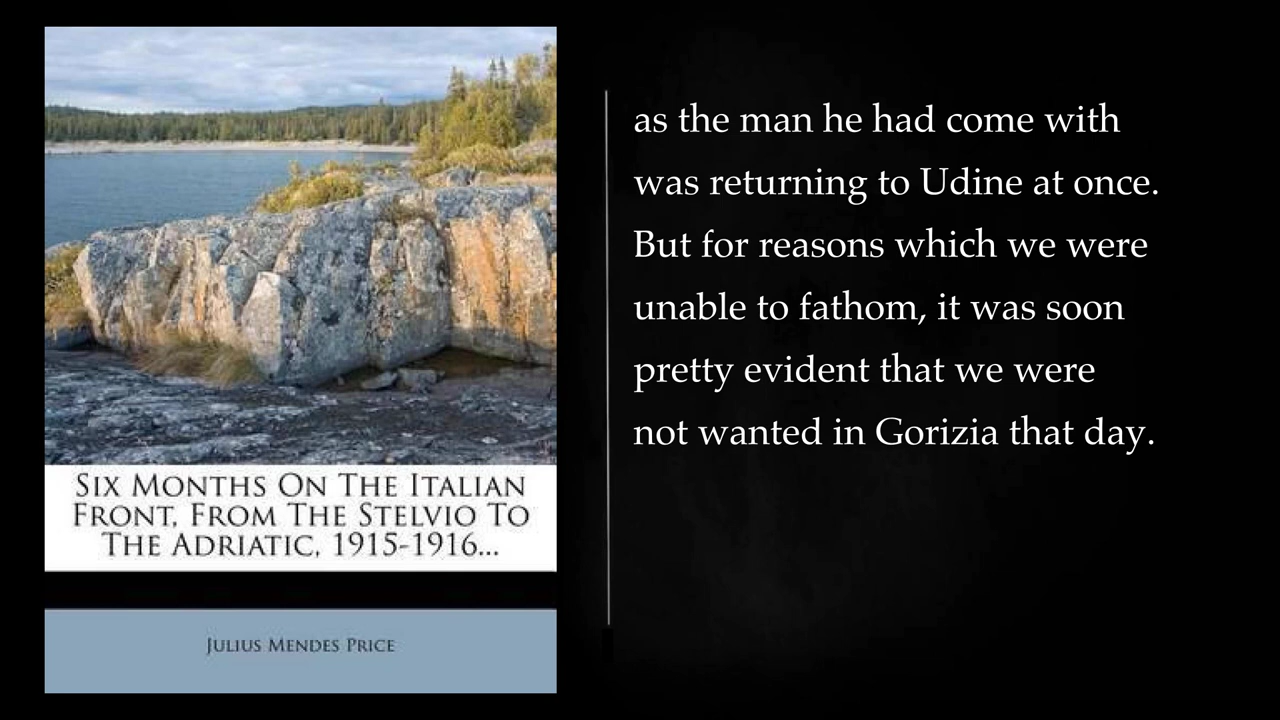 Six Months On The Italian
Front, From The Stelvio To
The Adriatic, 1915-1916...
Julius Mendes Price
as the man he had come with
was returning to Udine at once.
But for reasons which we were
unable to fathom, it was soon
pretty evident that we were
not wanted in Gorizia that day.